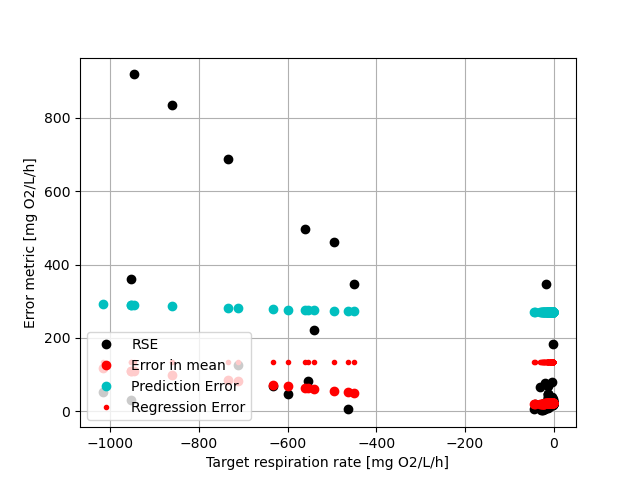 800
600
400
200
0
Error metric [mg O2/L/h]
RSE
Error in mean
Prediction Error
Regression Error
−1000 −800 −600 −400 −200 0
Target respiration rate [mg O2/L/h]